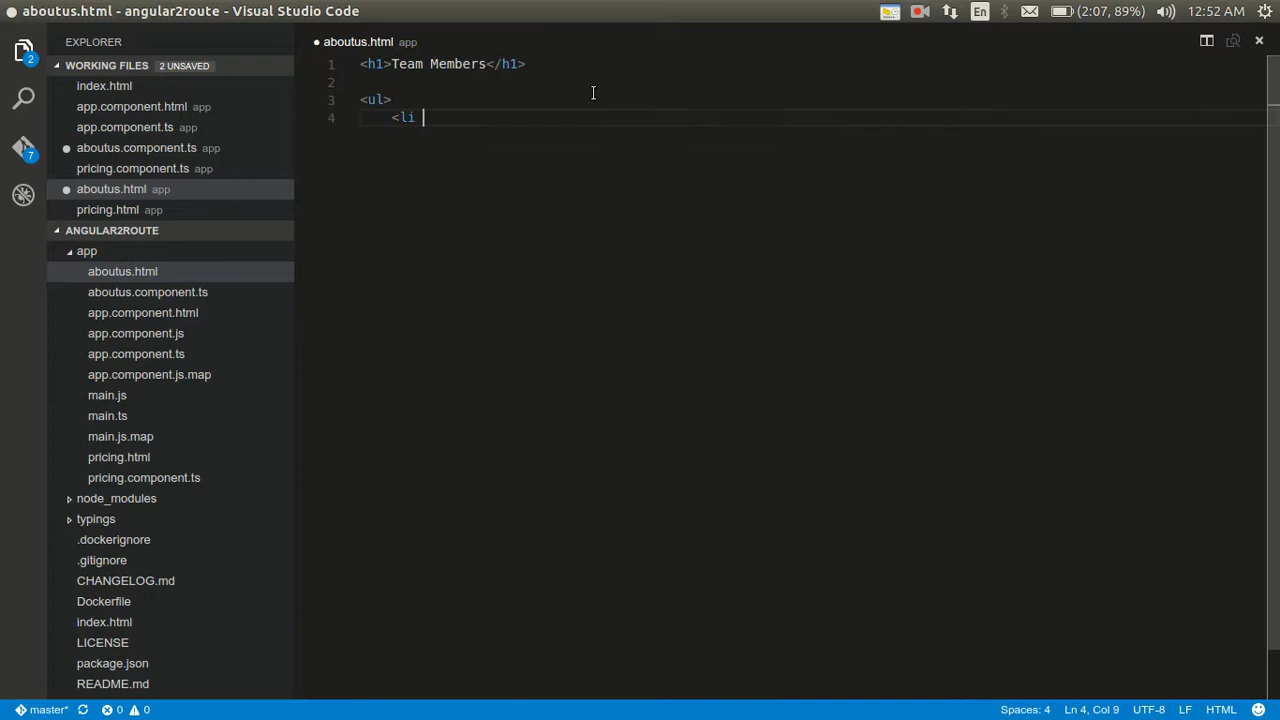 aboutus.html - angular2route - Visual Studio Code
En
(2:07, 89%)
12:52 AM
2
7
EXPLORER
WORKING FILES 2 UNSAVED
index.html
app.component.html app
app.component.ts app
aboutus.component.ts app
pricing.component.ts app
aboutus.html app
pricing.html app
ANGULAR2ROUTE
app
aboutus.html
aboutus.component.ts
app.component.html
app.component.js
app.component.ts
app.component.js.map
main.js
main.ts
main.js.map
pricing.html
pricing.component.ts
node_modules
typings
.dockerignore
.gitignore
CHANGELOG.md
Dockerfile
index.html
LICENSE
package.json
README.md
aboutus.html app
1 <h1>Team Members</h1>
2
3 <ul>
4 <li
master* 0 0
Spaces: 4 Ln 4, Col 9 UTF-8 LF HTML